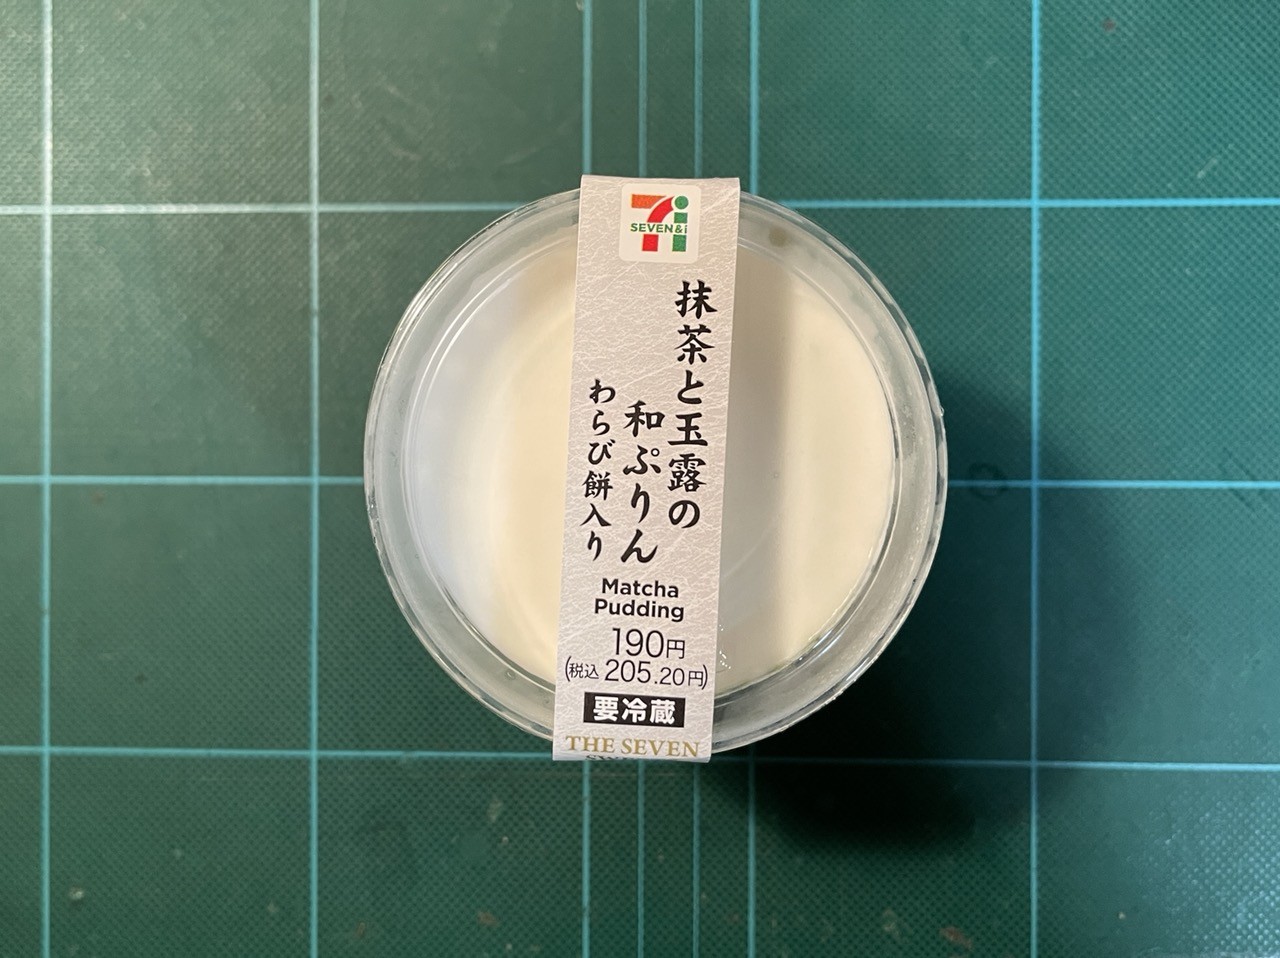 SEVEN&i
抹茶と玉露の
和ぷりん
わらび餅入り
Matcha
Pudding
190円
(税込 205.20円)
要冷蔵
THE SEVEN